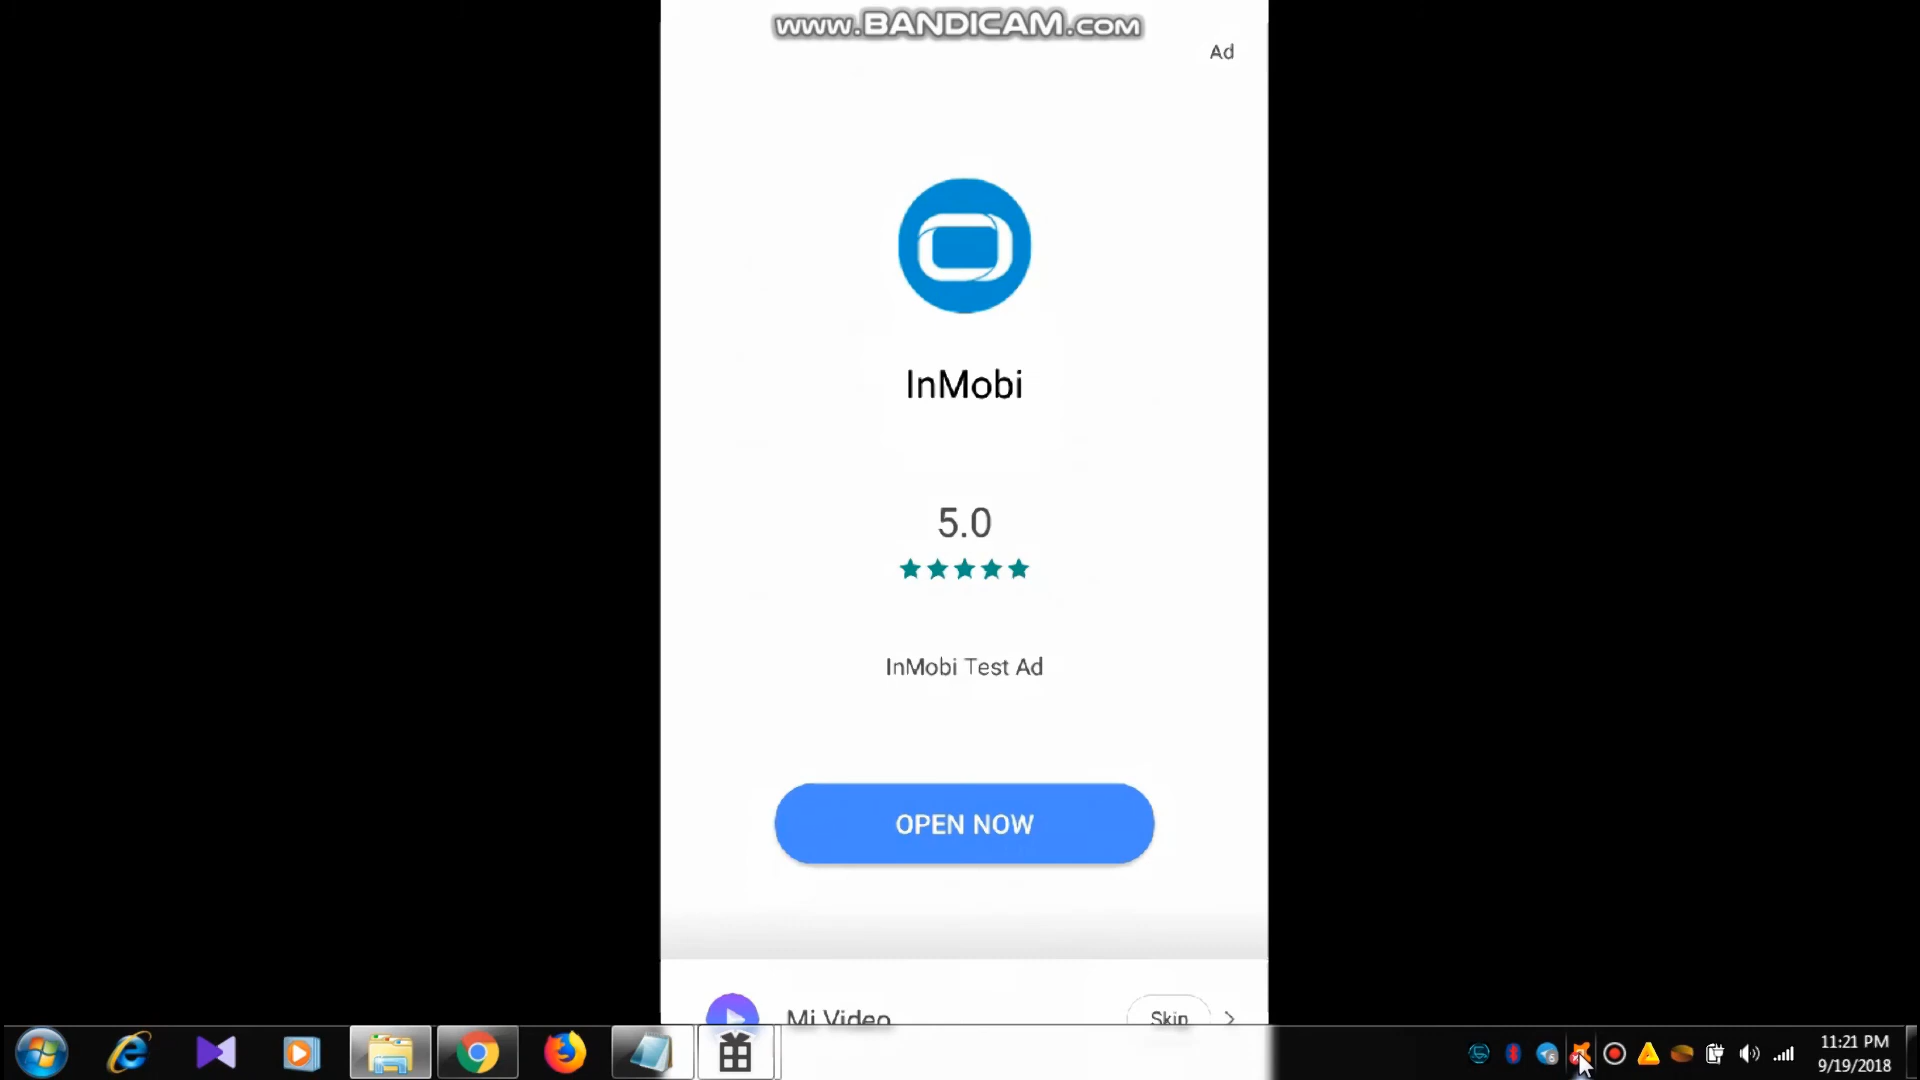 www.BANDICAM.com
Ad
InMobi
5.0
InMobi Test Ad
OPEN NOW
Mi Video
Skip
11:21 PM
9/19/2018